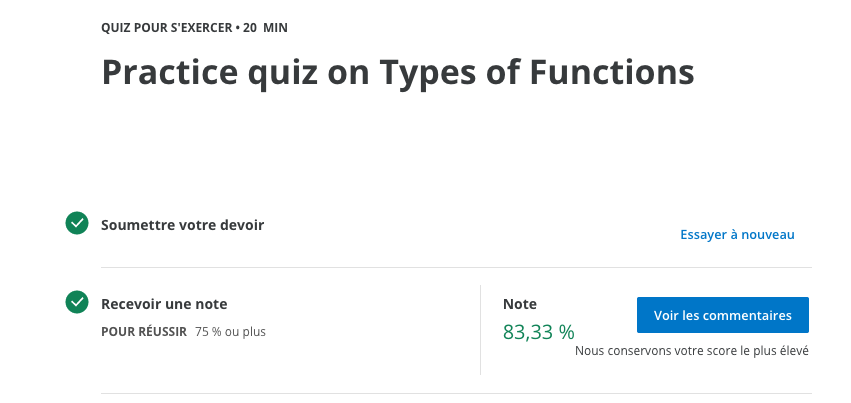 QUIZ POUR S'EXERCER • 20 MIN
Practice quiz on Types of Functions
Soumettre votre devoir
Essayer à nouveau
Recevoir une note
POUR RÉUSSIR 75 % ou plus
Note
83,33 %
Voir les commentaires
Nous conservons votre score le plus élevé